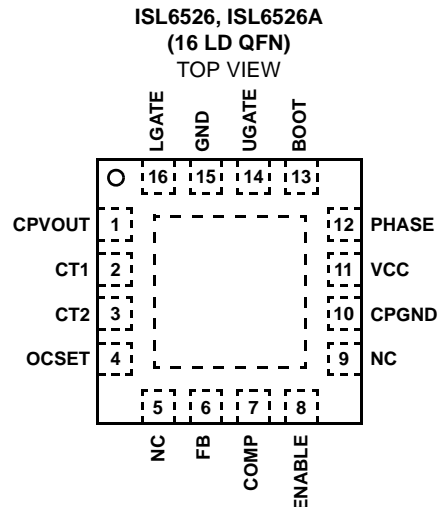 ISL6526, ISL6526A
(16 LD QFN)
TOP VIEW
LGATE
GND
UGATE
BOOT
16
15
14
13
CPVOUT 1
12 PHASE
CT1 2
11 VCC
CT2 3
10 CPGND
OCSET 4
9 NC
5
6
7
8
NC
FB
COMP
ENABLE